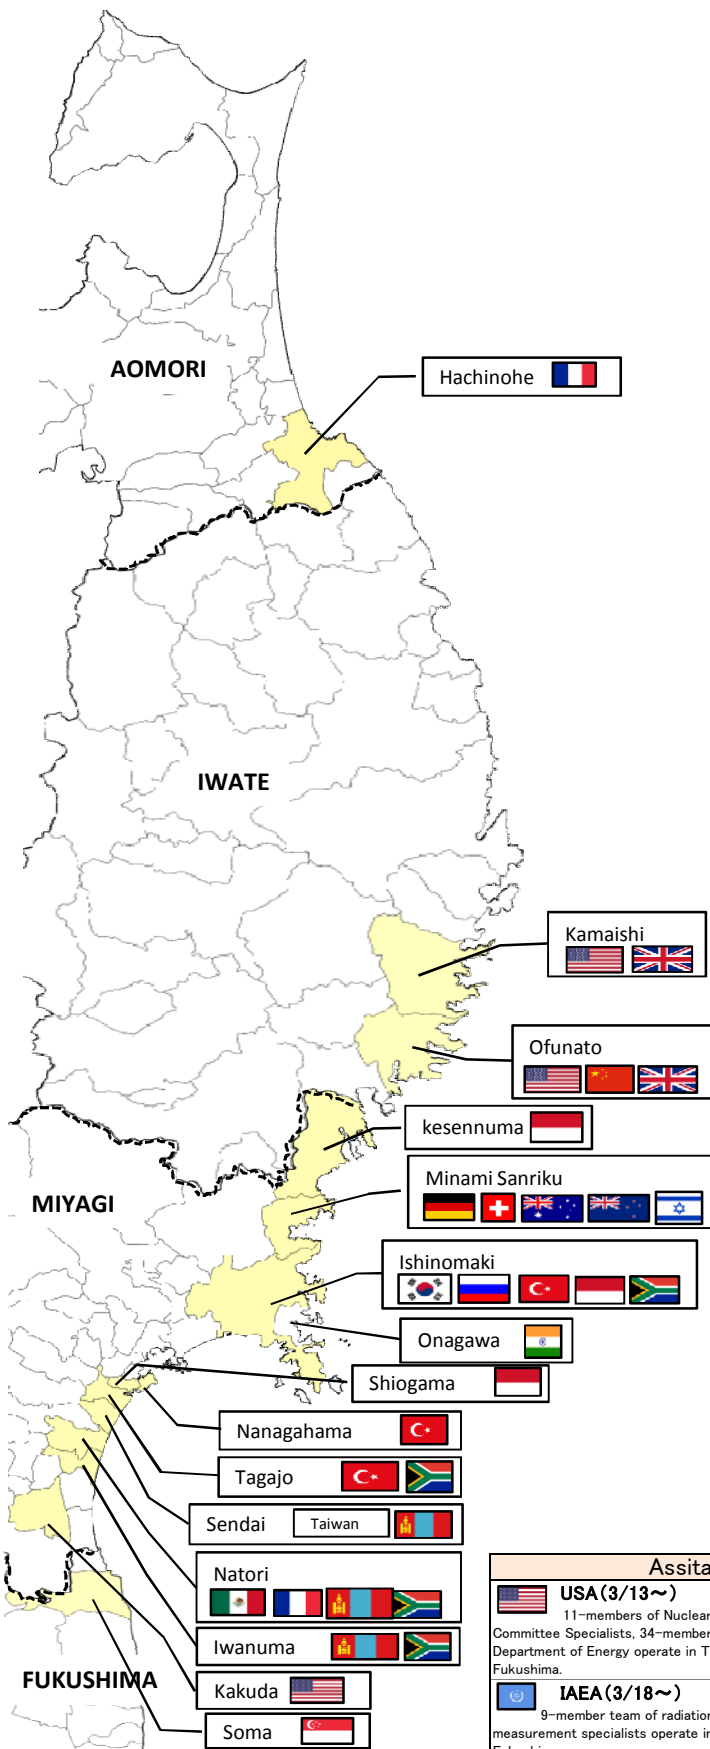 AOMORI
Hachinohe
IWATE
Kamaishi
Ofunato
kesennuma
MIYAGI
Minami Sanriku
Ishinomaki
Onagawa
Shiogama
Nanagahama
Tagajo
Sendai Taiwan
Natori
Iwanuma
FUKUSHIMA
Kakuda
Soma
Assita
USA(3/13～)
11-members of Nuclear
Committee Specialists, 34-member
Department of Energy operate in T
Fukushima.
IAEA(3/18～)
9-member team of radiation
measurement specialists operate in